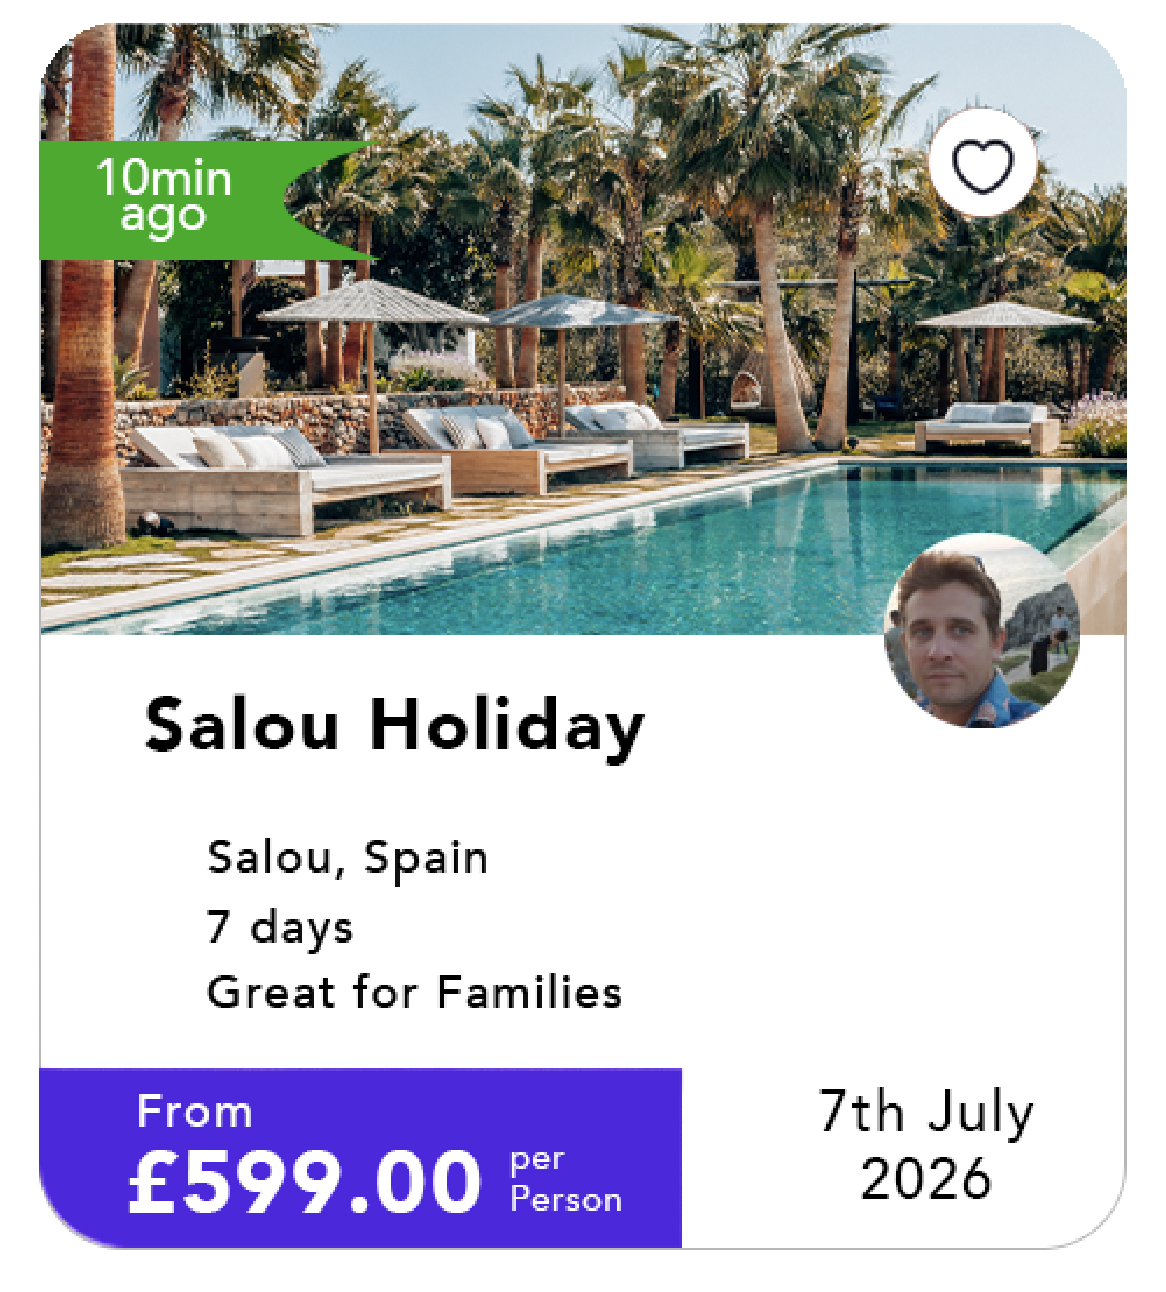 10min
ago
Salou Holiday
Salou, Spain
7 days
Great for Families
From
£599.00 per
Person
7th July
2026